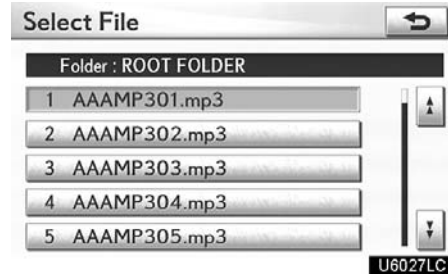 Select File
Folder : ROOT FOLDER
1 AAAMP301.mp3
2 AAAMP302.mp3
3 AAAMP303.mp3
4 AAAMP304.mp3
5 AAAMP305.mp3
U6027LC